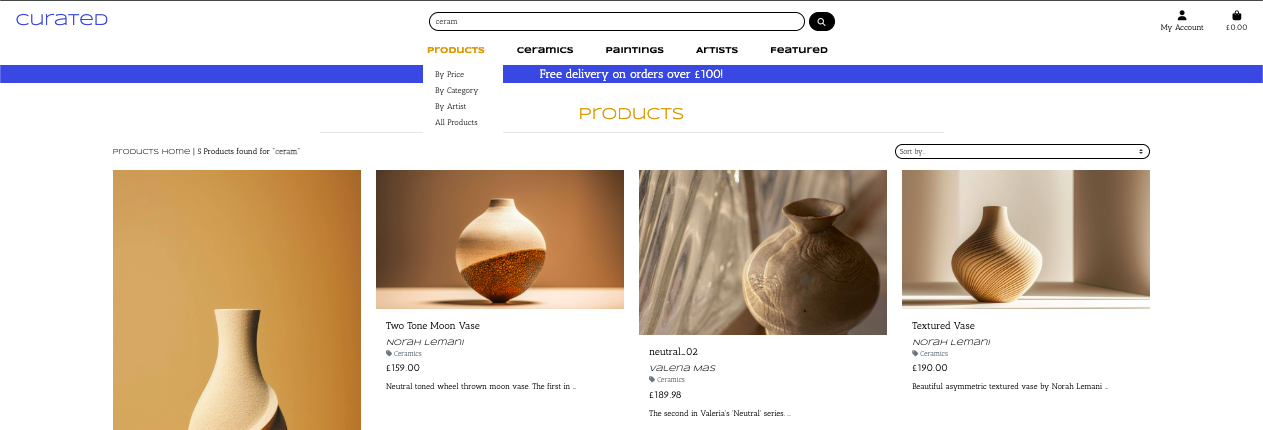 curated
ceram
My Account
£0.00
Products
Ceramics
Paintings
Artists
Featured
Free delivery on orders over £100!
By Price
By Category
By Artist
All Products
Products
Products Home | 5 Products found for "ceram"
Sort by...
Two Tone Moon Vase
Norah Lemani
Ceramics
£159.00
Neutral toned wheel thrown moon vase. The first in ...
neutral_02
Valeria Mas
Ceramics
£189.98
The second in Valeria's 'Neutral' series. ...
Textured Vase
Norah Lemani
Ceramics
£190.00
Beautiful asymmetric textured vase by Norah Lemani ...